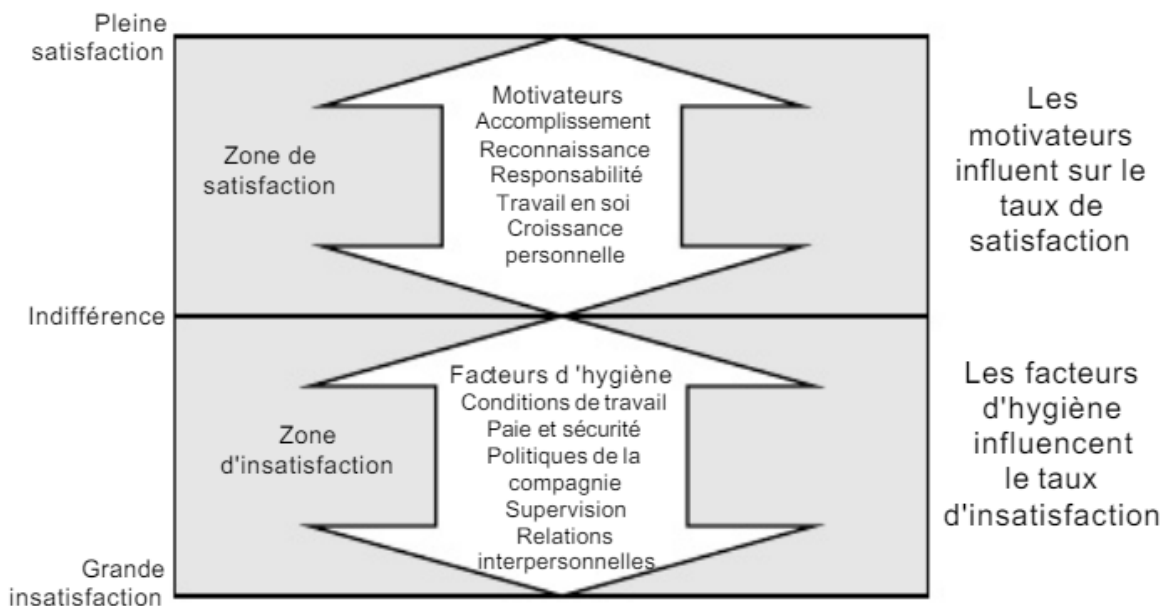 Pleine
satisfaction
Motivateurs
Accomplissement
Reconnaissance
Responsabilité
Travail en soi
Croissance
personnelle
Zone de
satisfaction
Les
motivateurs
influent sur le
taux de
satisfaction
Indifférence
Facteurs d 'hygiène
Conditions de travail
Paie et sécurité
Politiques de la
compagnie
Supervision
Relations
interpersonnelles
Zone
d'insatisfaction
Les facteurs
d'hygiène
influencent
le taux
d'insatisfaction
Grande
insatisfaction